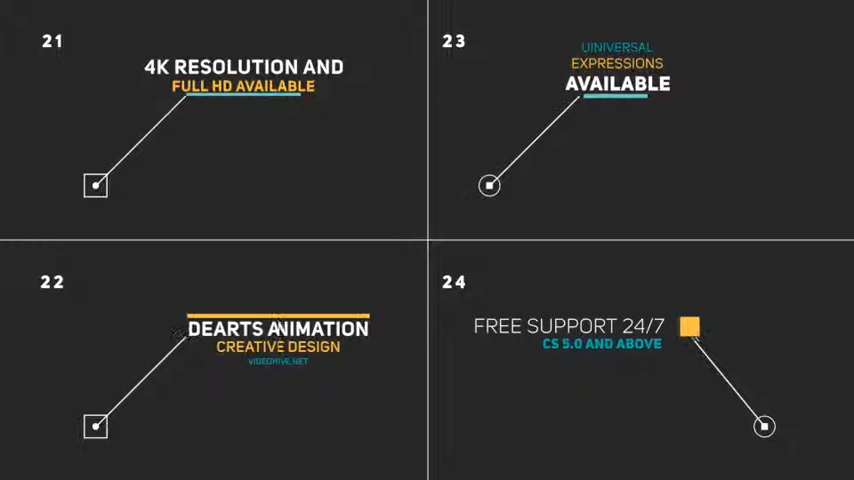 21
4K RESOLUTION AND
FULL HD AVAILABLE
23
UINIVERSAL
EXPRESSIONS
AVAILABLE
22
DEARTS ANIMATION
CREATIVE DESIGN
VIDEOHIVE.NET
24
FREE SUPPORT 24/7
CS 5.0 AND ABOVE